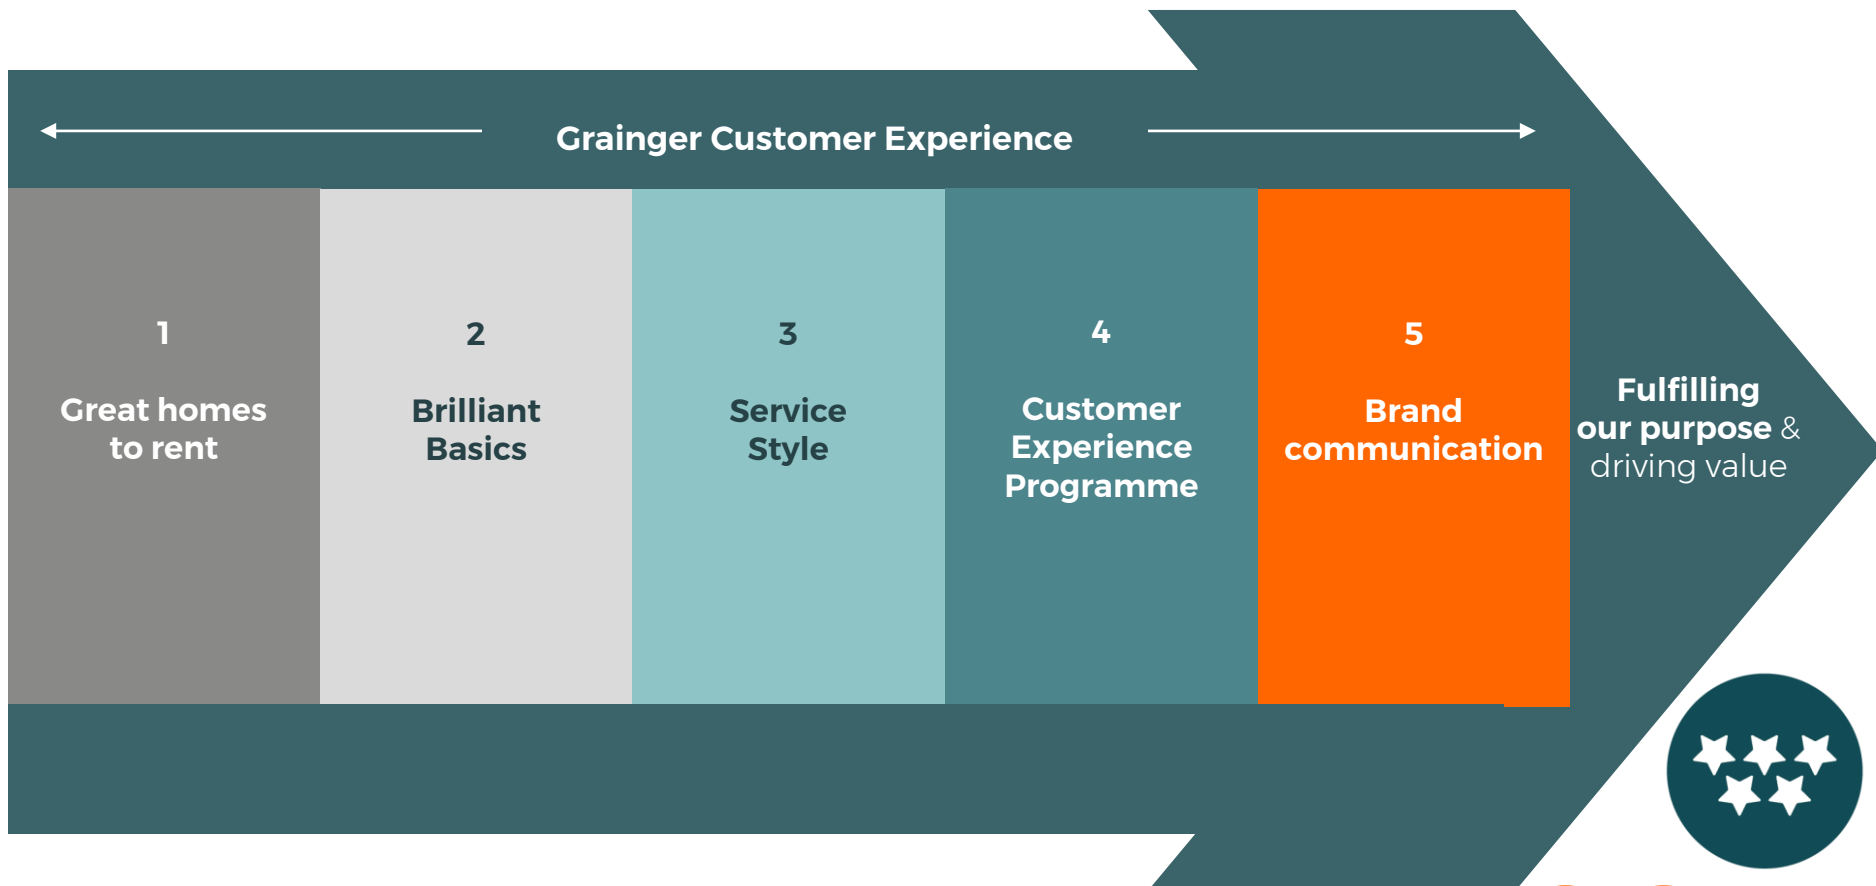 Grainger Customer Experience
1
Great homes
to rent
2
Brilliant
Basics
3
Service
Style
4
Customer
Experience
Programme
5
Brand
communication
Fulfilling
our purpose &
driving value